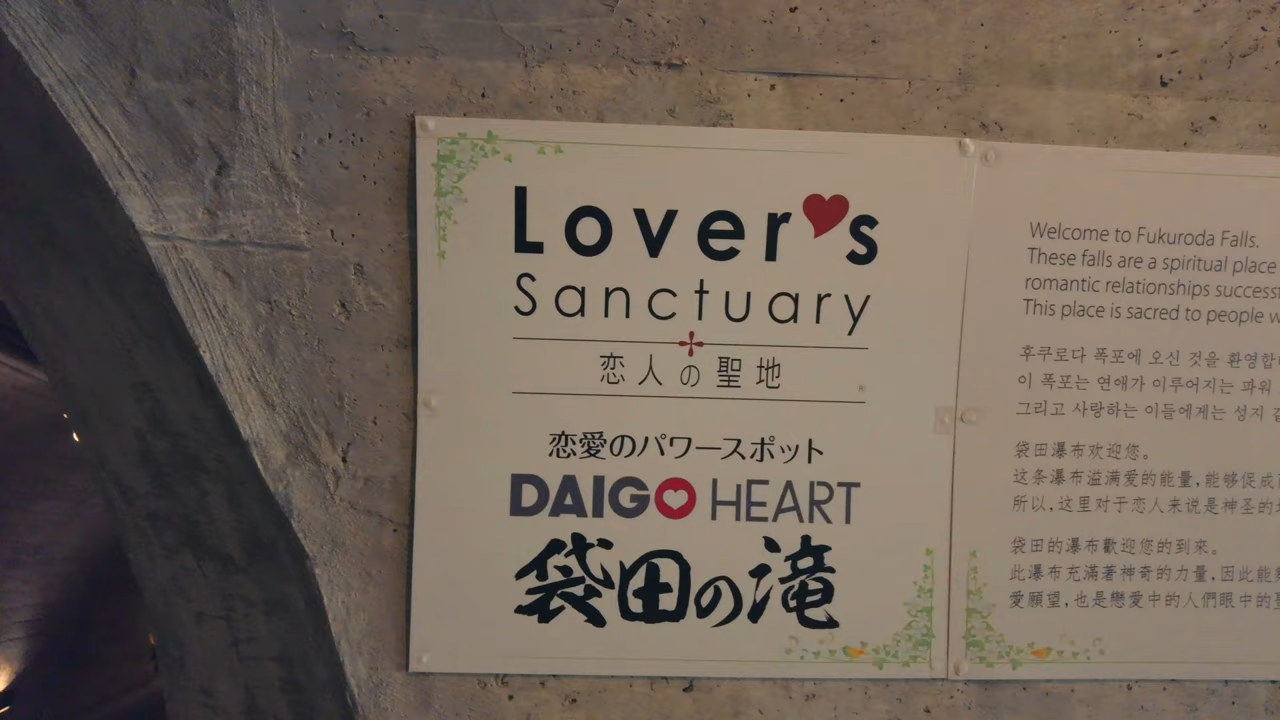 Lover's
Sanctuary
恋人の聖地
恋愛のパワースポット
DAIGO HEART
袋田の滝
Welcome to Fukuroda Falls.
These falls are a spiritual place
romantic relationships
This place is sacred to people
후쿠로다 폭포에 오신 것을
이 폭포는 연애가 이루어지는 파워
그리고 사랑하는 이들에게는 성지
袋田瀑布欢迎您。
这条瀑布溢满爱的能量,能够促成
所以,这里对于恋人来说是神圣的
袋田的瀑布歡迎您的到來。
此瀑布充滿著神奇的力量,因此能
愛願望,也是戀愛中的人們眼中的